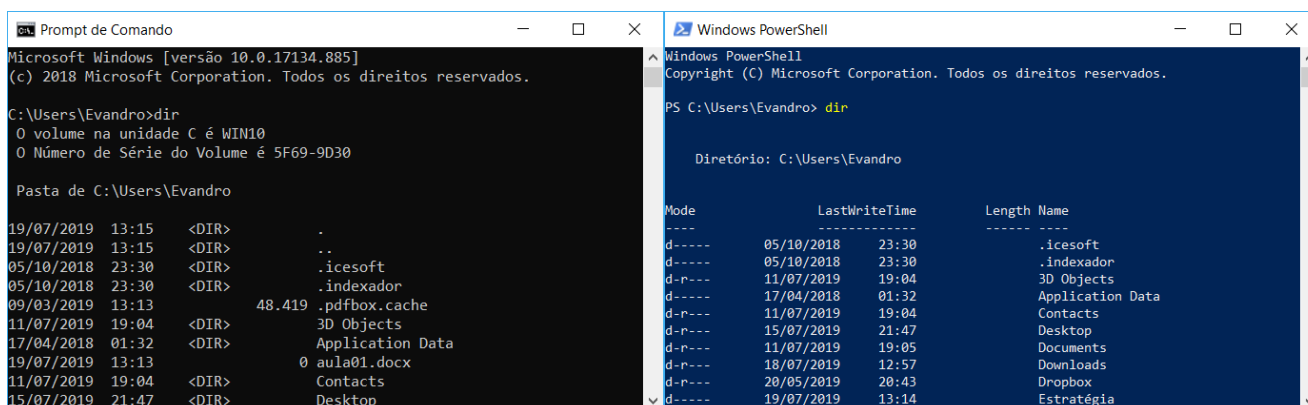 Prompt de Comando
Microsoft Windows [versão 10.0.17134.885]
(c) 2018 Microsoft Corporation. Todos os direitos reservados.
C:\Users\Evandro>dir
O volume na unidade C é WIN10
O Número de Série do Volume é 5F69-9D30
Pasta de C:\Users\Evandro
19/07/2019 13:15 <DIR> .
19/07/2019 13:15 <DIR> ..
05/10/2018 23:30 <DIR> .icesoft
05/10/2018 23:30 <DIR> .indexador
09/03/2019 13:13 48.419 .pdfbox.cache
11/07/2019 19:04 <DIR> 3D Objects
17/04/2018 01:32 <DIR> Application Data
19/07/2019 13:13 0 aula01.docx
11/07/2019 19:04 <DIR> Contacts
15/07/2019 21:47 <DIR> Desktop
Windows PowerShell
Windows PowerShell
Copyright (C) Microsoft Corporation. Todos os direitos reservados.
PS C:\Users\Evandro> dir
Diretório: C:\Users\Evandro
Mode LastWriteTime Length Name
---- ------------- ------ ----
d----- 05/10/2018 23:30 .icesoft
d----- 05/10/2018 23:30 .indexador
d-r--- 11/07/2019 19:04 3D Objects
d----- 17/04/2018 01:32 Application Data
d-r--- 11/07/2019 19:04 Contacts
d-r--- 15/07/2019 21:47 Desktop
d-r--- 11/07/2019 19:05 Documents
d-r--- 18/07/2019 12:57 Downloads
d-r--- 20/05/2019 20:43 Dropbox
d----- 19/07/2019 13:14 Estratégia